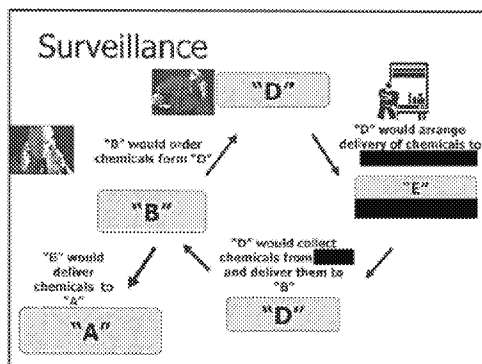 Surveillance
"D"
"B" would order
chemicals form "D"
"D" would arrange
delivery of chemicals to
"E"
"B"
"D" would collect
chemicals from
and deliver them to
"B"
"B" would
deliver
chemicals to
"A"
"A"
"D"